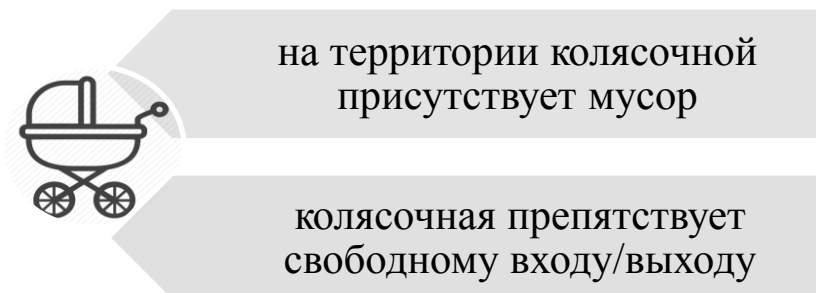 на территории колясочной
присутствует мусор
колясочная препятствует
свободному входу/выходу